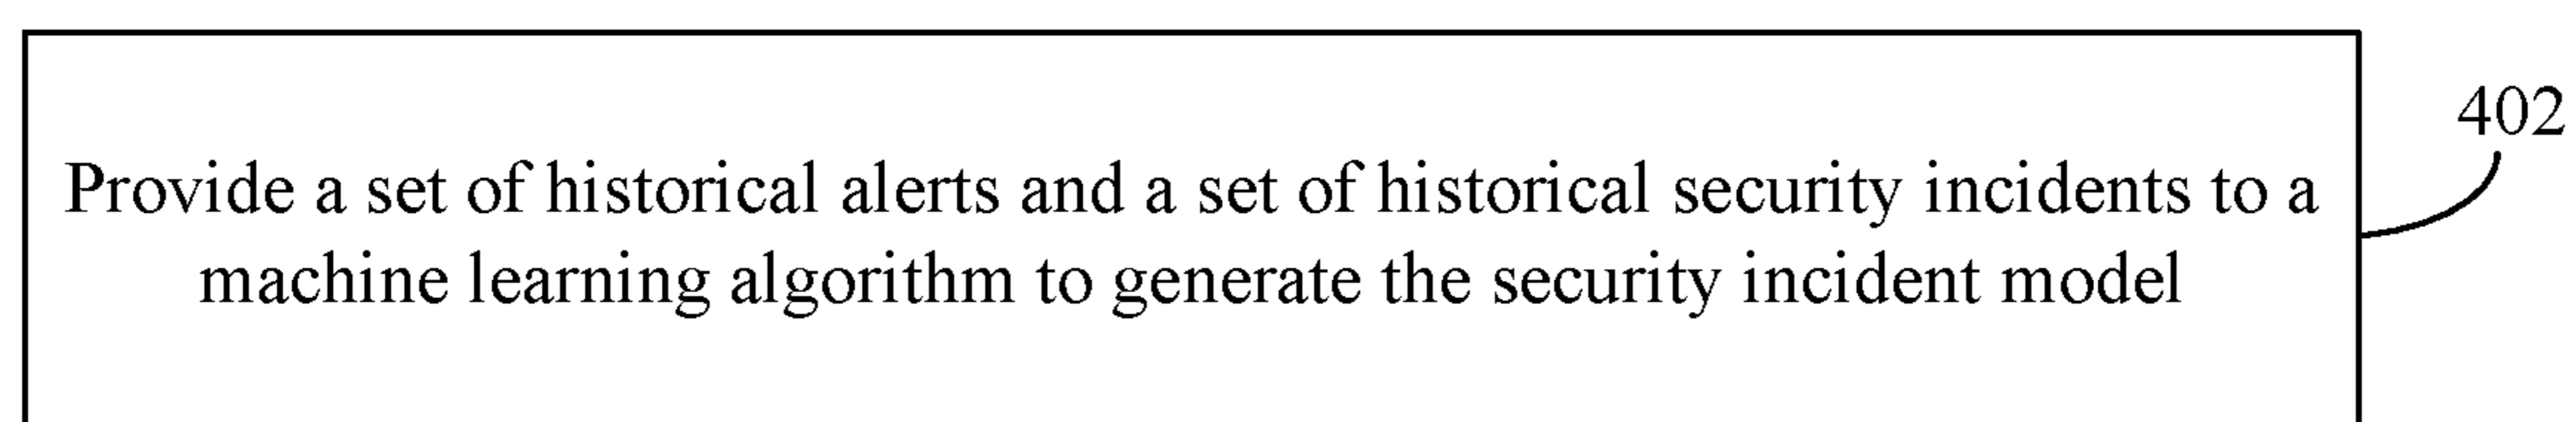 402
Provide a set of historical alerts and a set of historical security incidents to a
machine learning algorithm to generate the security incident model